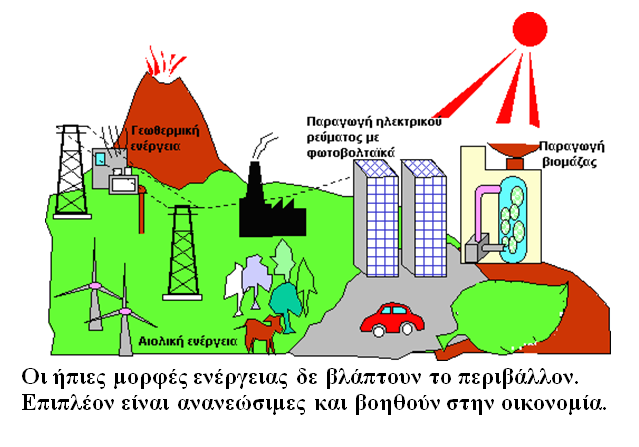 Γεωθερμική
ενέργεια
Παραγωγή ηλεκτρικού
ρεύματος με
φωτοβολταϊκά
Παραγωγή
βιομάζας
Αιολική ενέργεια
Οι ήπιες μορφές ενέργειας δε βλάπτουν το περιβάλλον.
Επιπλέον είναι ανανεώσιμες και βοηθούν στην οικονομία.